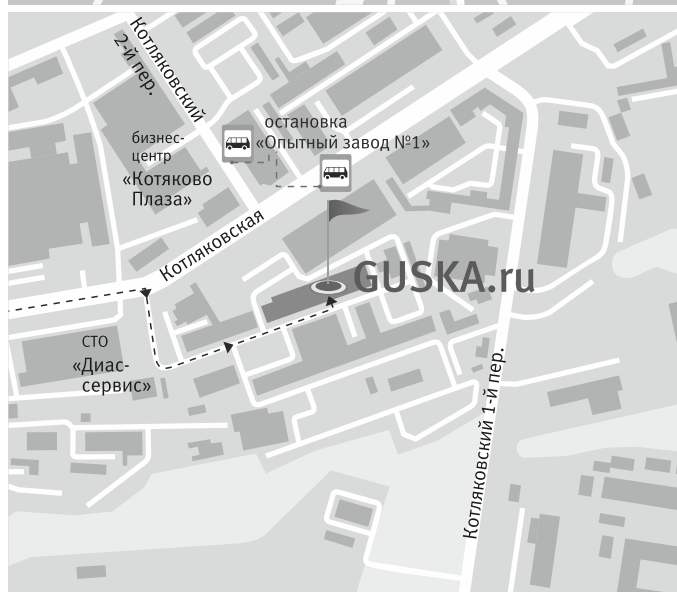 Котляковский
2-й пер.
остановка
«Опытный завод №1»
бизнес-
центр
«Котяково
Плаза»
Котляковская
GUSKA.ru
СТО
«Диас-
сервис»
Котляковский 1-й пер.